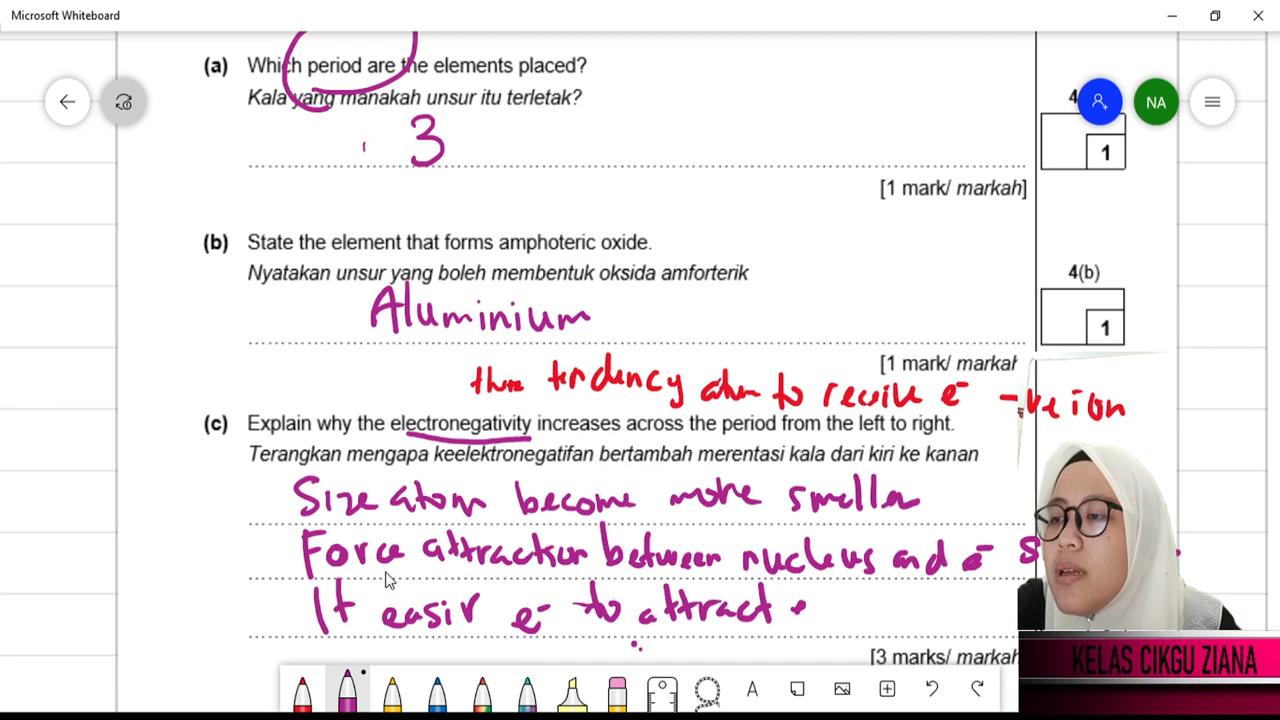 Microsoft Whiteboard
(a) Which period are the elements placed?
Kala yang manakah unsur itu terletak?
4
NA
3
1
[1 mark/ markah]
(b) State the element that forms amphoteric oxide.
Nyatakan unsur yang boleh membentuk oksida amforterik
4(b)
Aluminium
1
[1 mark/ markah
tendency atom to receive e⁻ -ve ion
(c) Explain why the electronegativity increases across the period from the left to right.
Terangkan mengapa keelektronegatifan bertambah merentasi kala dari kiri ke kanan
Size atom become more smaller
Force attraction between nucleus and e⁻ s
It easir e⁻ to attract
[3 marks/ markah
KELAS CIKGU ZIANA